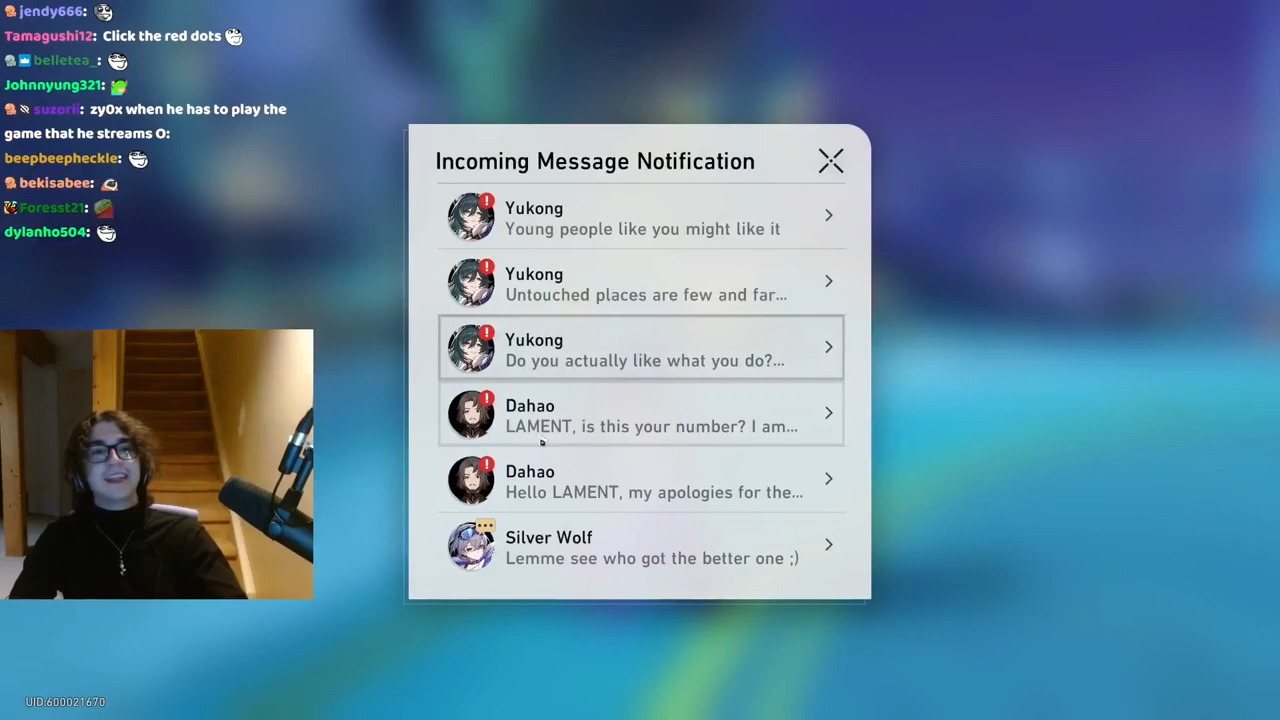 jendy666:
Tamagushi12: Click the red dots
belletea_:
Johnnyung321:
suzorii: zy0x when he has to play the
game that he streams O:
beepbeepheckle:
bekisabee:
Foresst21:
dylanho504:
Incoming Message Notification
Yukong
Young people like you might like it
Yukong
Untouched places are few and far...
Yukong
Do you actually like what you do?...
Dahao
LAMENT, is this your number? I am...
Dahao
Hello LAMENT, my apologies for the...
Silver Wolf
Lemme see who got the better one ;)
UID:600021670